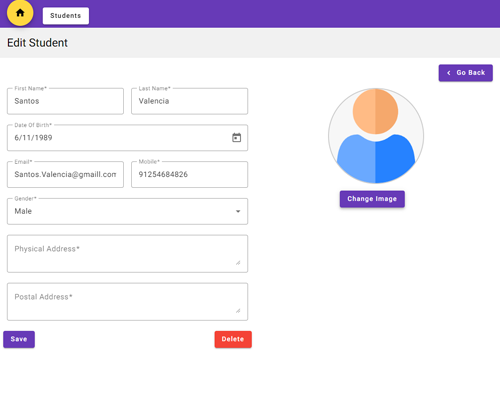 Students
Edit Student
Go Back
First Name*
Last Name*
Santos
Valencia
Date Of Birth*
6/11/1989
Email*
Mobile*
Santos.Valencia@gmaill.com
91254684826
Change Image
Gender*
Male
Physical Address*
Postal Address*
Save
Delete